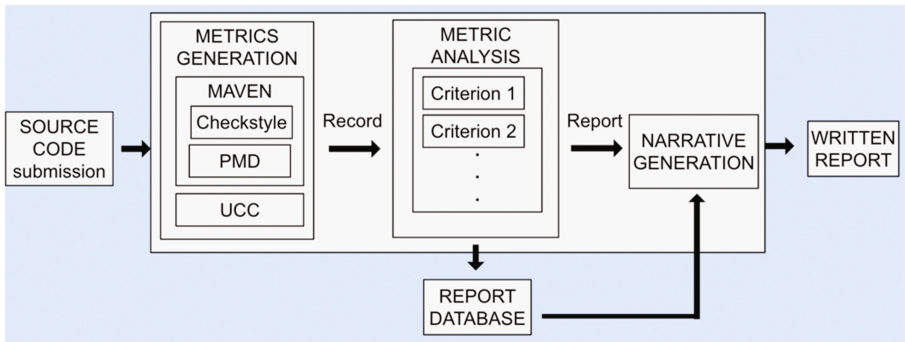 SOURCE
CODE
submission
METRICS
GENERATION
MAVEN
Checkstyle
PMD
UCC
Record
METRIC
ANALYSIS
Criterion 1
Criterion 2
.
.
.
Report
NARRATIVE
GENERATION
WRITTEN
REPORT
REPORT
DATABASE